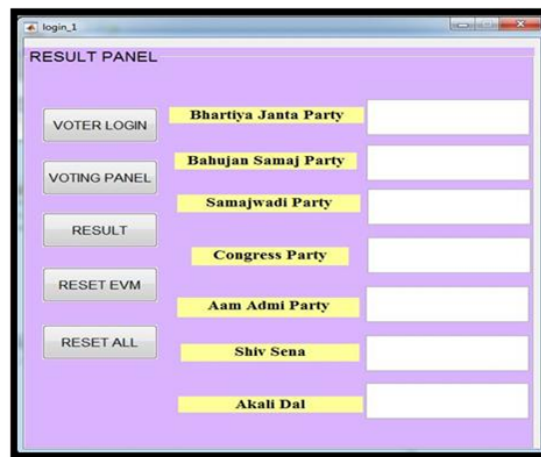 login_1
RESULT PANEL
VOTER LOGIN
VOTING PANEL
RESULT
RESET EVM
RESET ALL
Bhartiya Janta Party
Bahujan Samaj Party
Samajwadi Party
Congress Party
Aam Admi Party
Shiv Sena
Akali Dal